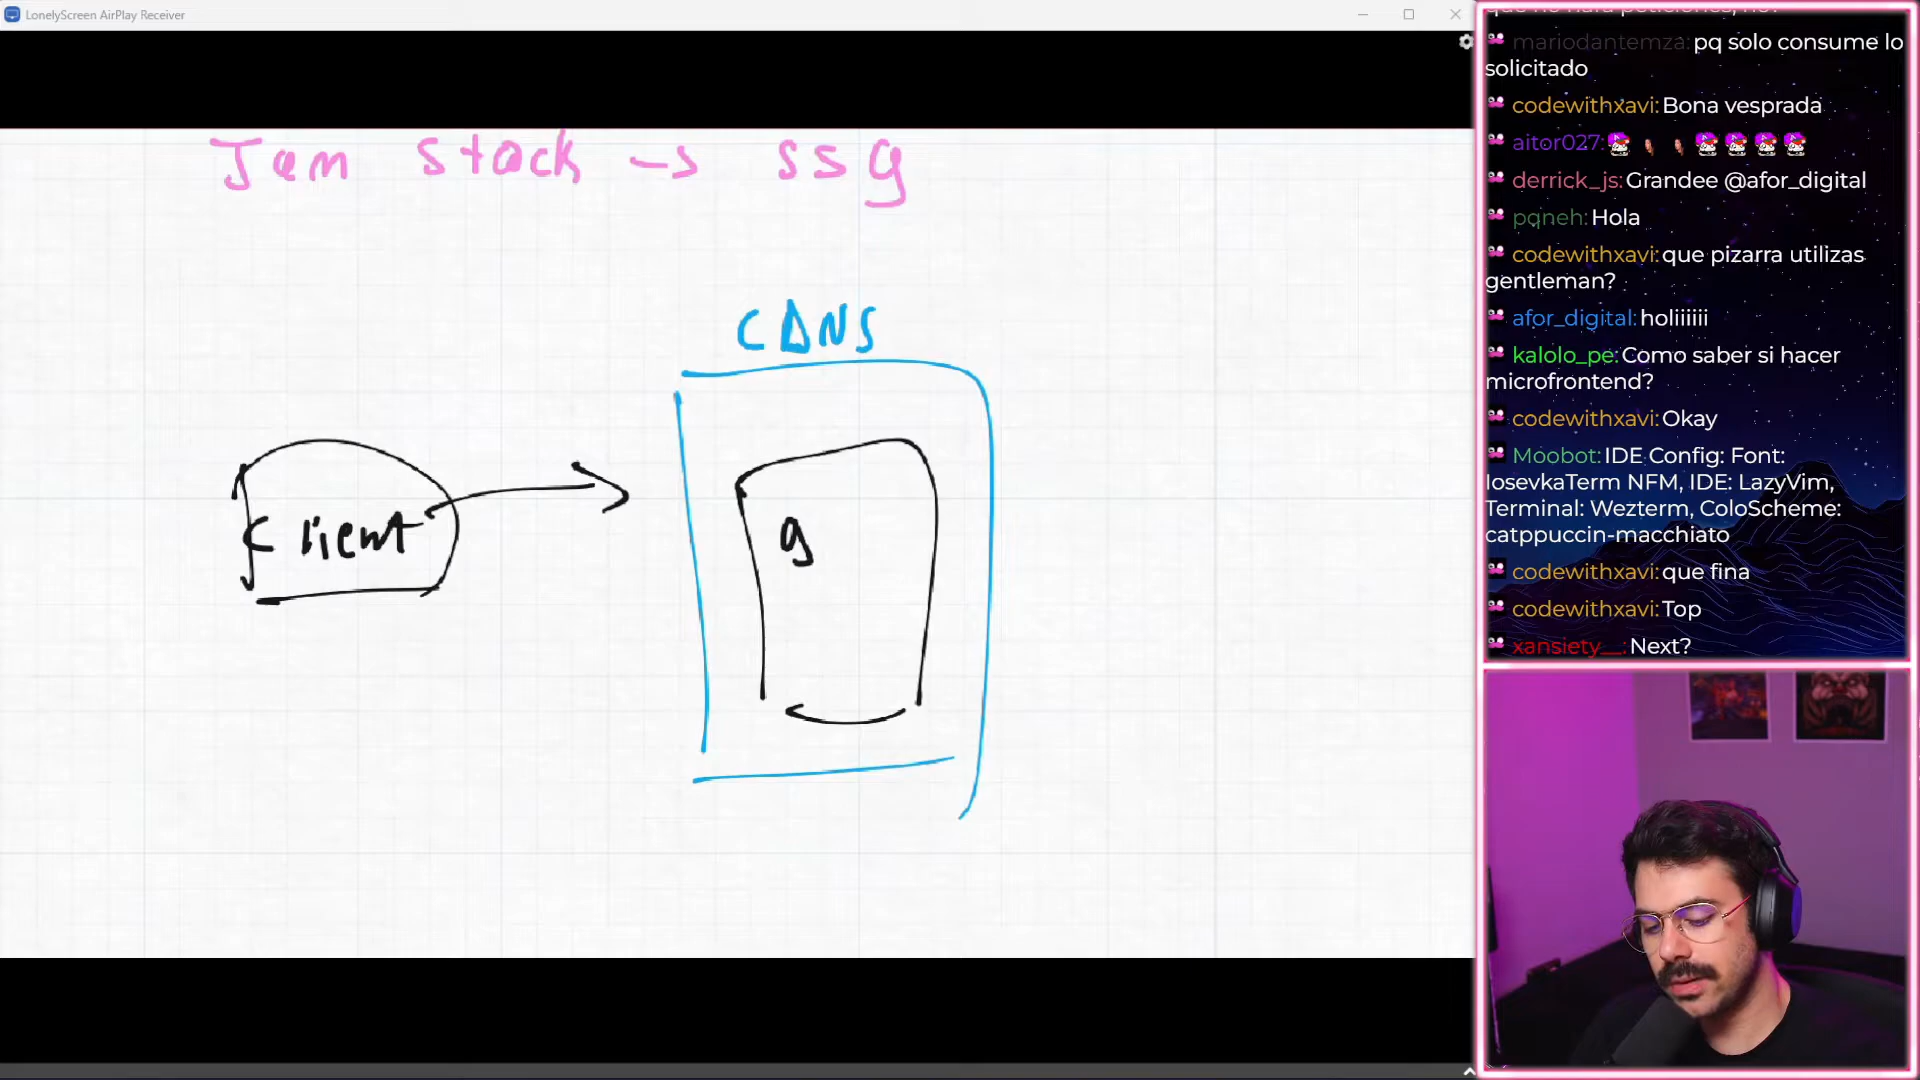 LonelyScreen AirPlay Receiver
Jam stack → ssg
CDNS
Client
g
mariodantemza: pq solo consume lo
solicitado
codewithxavi: Bona vesprada
aitor027:
derrick_js: Grandee @afor_digital
pqneh: Hola
codewithxavi: que pizarra utilizas
gentleman?
afor_digital: holiiiiii
kalolo_pe: Como saber si hacer
microfrontend?
codewithxavi: Okay
Moobot: IDE Config: Font:
IosevkaTerm NFM, IDE: LazyVim,
Terminal: Wezterm, ColoScheme:
catppuccin-macchiato
codewithxavi: que fina
codewithxavi: Top
xansiety__: Next?